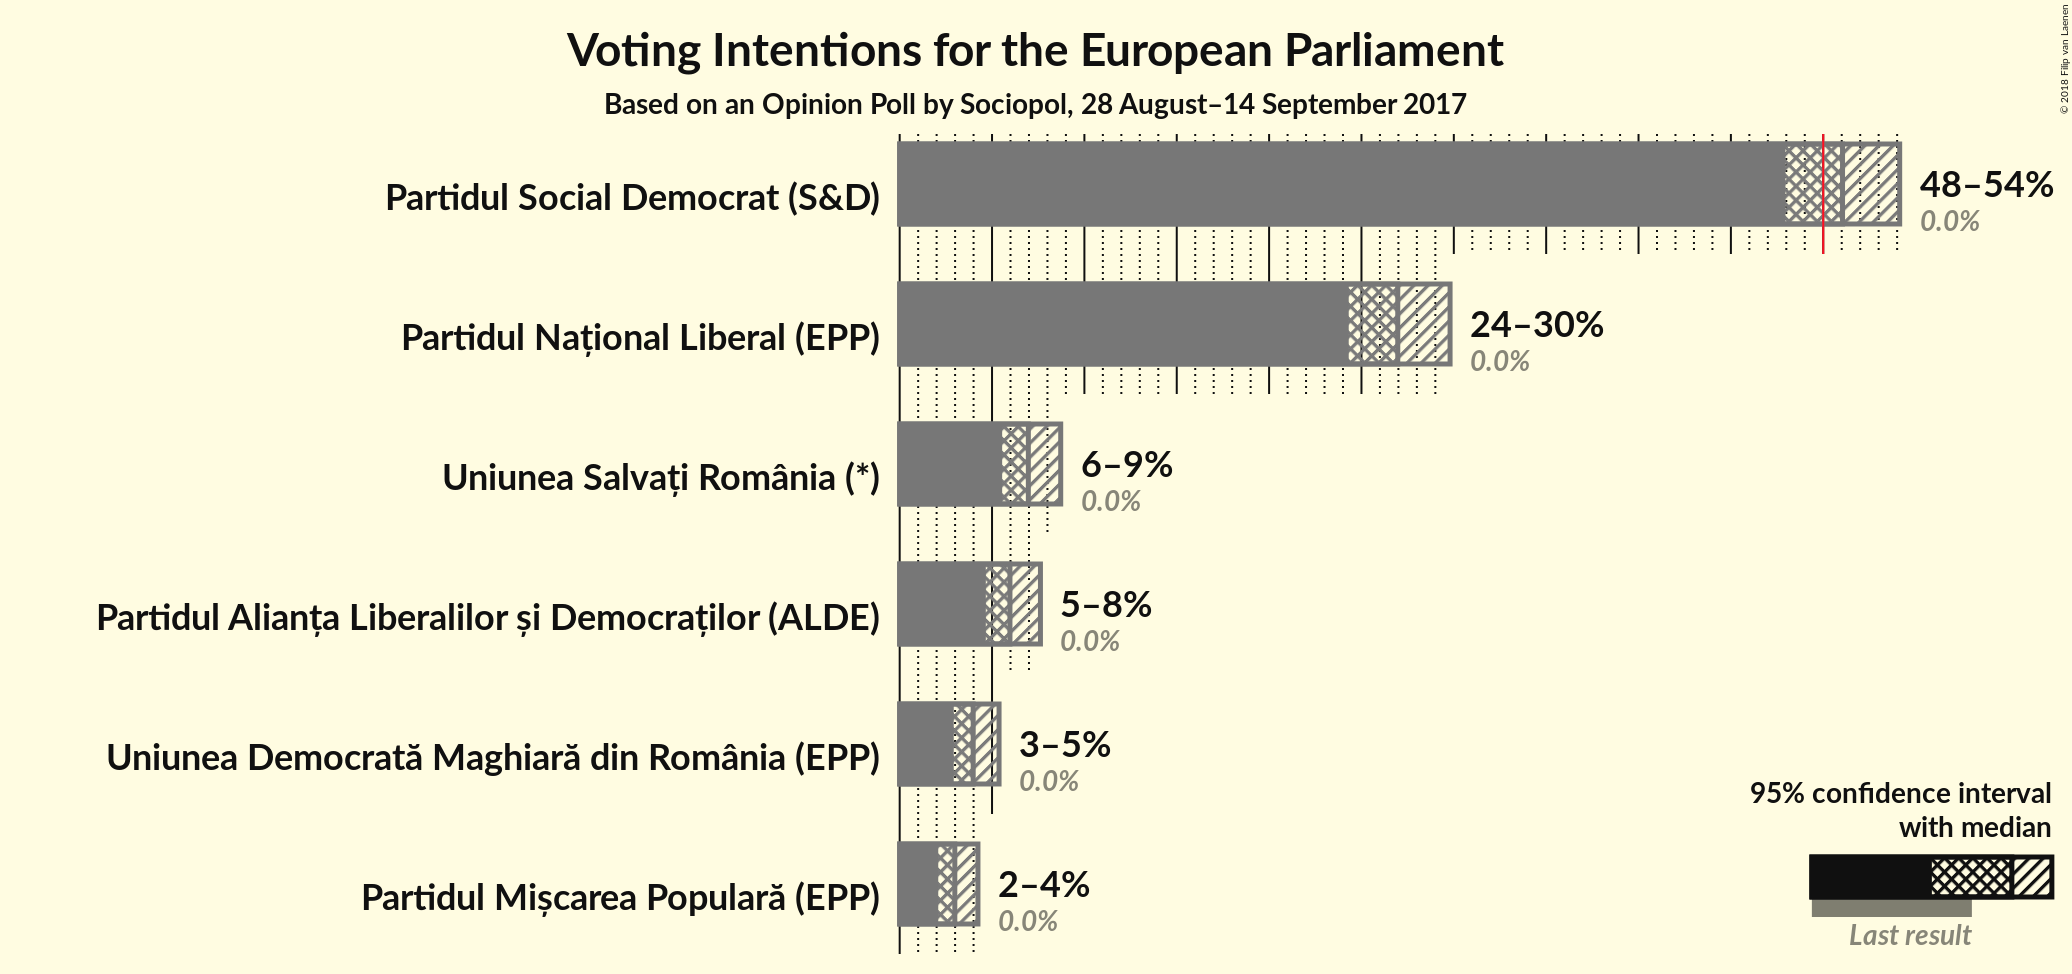 Voting Intentions for the European Parliament
Based on an Opinion Poll by Sociopol, 28 August–14 September 2017
© 2018 Filip van Laenen
Partidul Social Democrat (S&D)
48–54%
0.0%
Partidul Național Liberal (EPP)
24–30%
0.0%
Uniunea Salvați România (*)
6–9%
0.0%
Partidul Alianța Liberalilor și Democraților (ALDE)
5–8%
0.0%
Uniunea Democrată Maghiară din România (EPP)
3–5%
0.0%
Partidul Mișcarea Populară (EPP)
2–4%
0.0%
95% confidence interval
with median
Last result